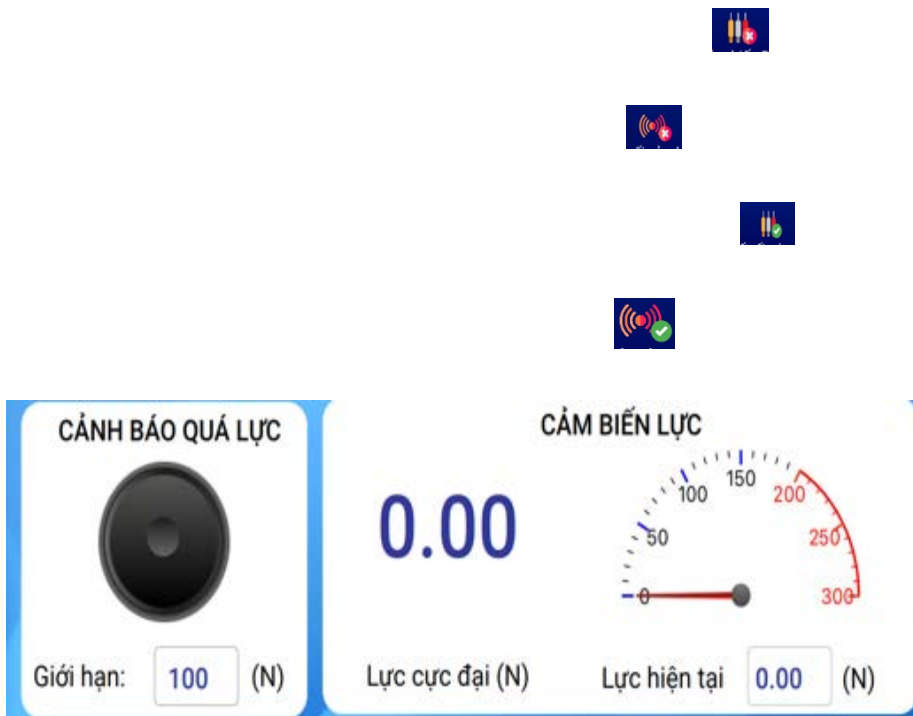 CẢNH BÁO QUÁ LỰC
Giới hạn: 100 (N)
CẢM BIẾN LỰC
0.00
Lực cực đại (N)
0
50
100
150
200
250
300
Lực hiện tại 0.00 (N)